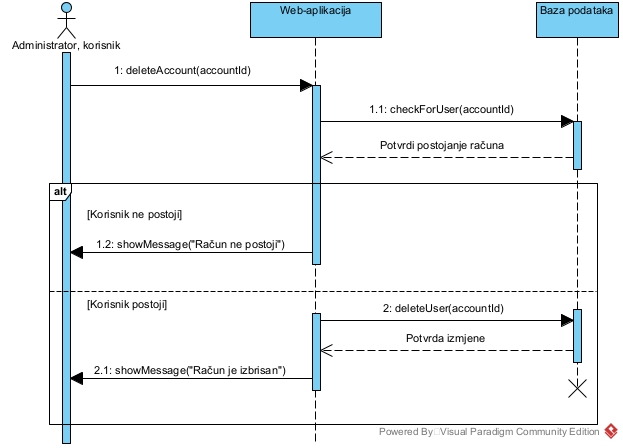 Web-aplikacija
Baza podataka
Administrator, korisnik
1: deleteAccount(accountId)
1.1: checkForUser(accountId)
Potvrdi postojanje računa
alt
[Korisnik ne postoji]
1.2: showMessage("Račun ne postoji")
[Korisnik postoji]
2: deleteUser(accountId)
Potvrda izmjene
2.1: showMessage("Račun je izbrisan")
Powered By Visual Paradigm Community Edition